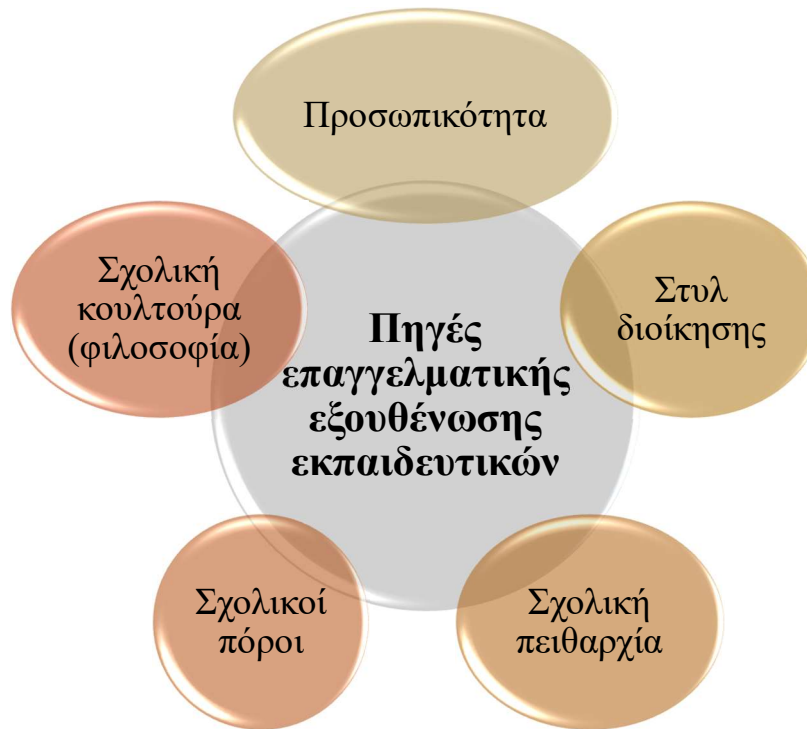 Προσωπικότητα
Σχολική
κουλτούρα
(φιλοσοφία)
Στυλ
διοίκησης
Πηγές
επαγγελματικής
εξουθένωσης
εκπαιδευτικών
Σχολικοί
πόροι
Σχολική
πειθαρχία